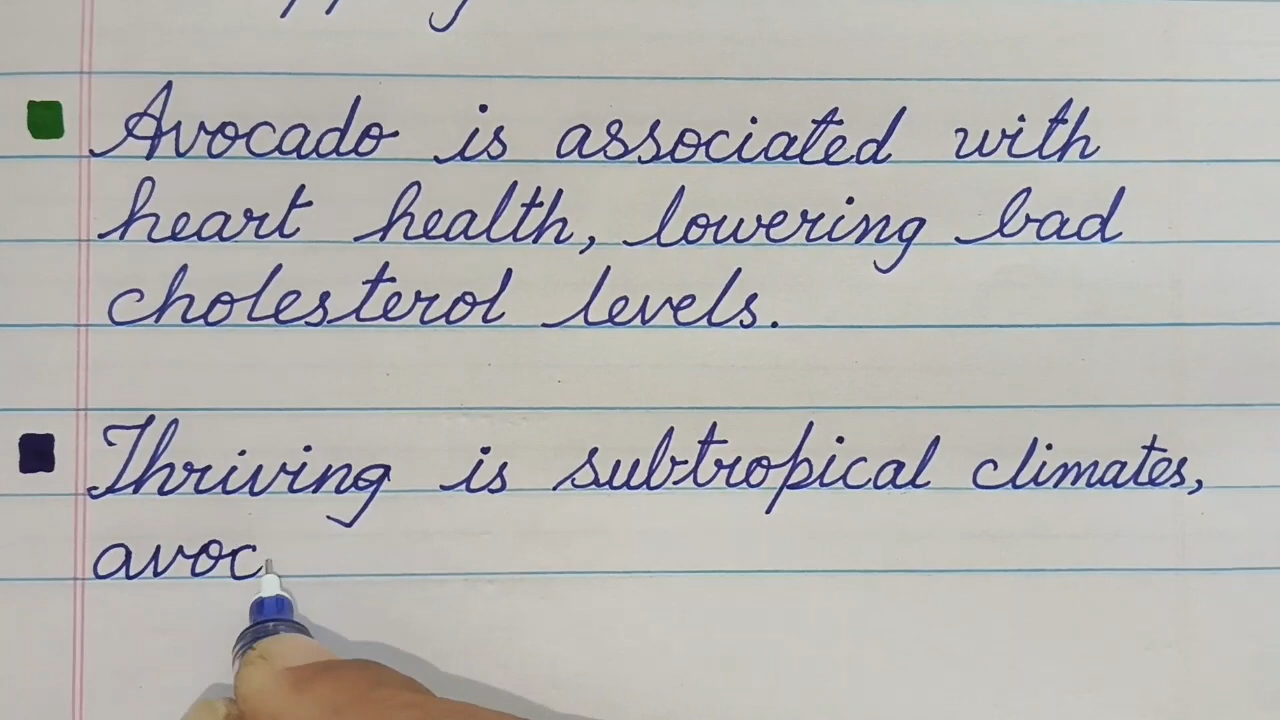 Avocado is associated with
heart health, lowering bad
cholesterol levels.
Thriving is subtropical climates,
avoc